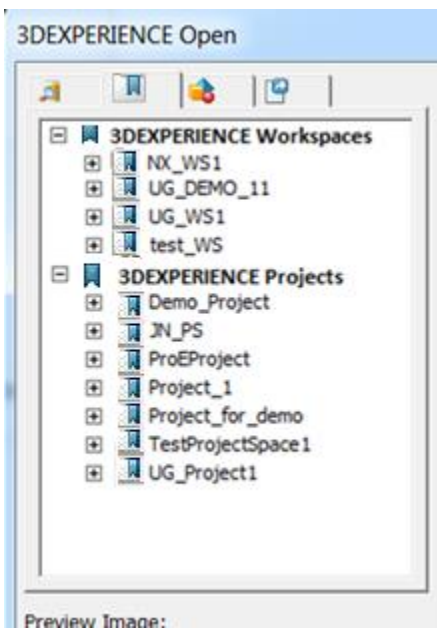 3DEXPERIENCE Open
3DEXPERIENCE Workspaces
NX_WS1
UG_DEMO_11
UG_WS1
test_WS
3DEXPERIENCE Projects
Demo_Project
JN_PS
ProEProject
Project_1
Project_for_demo
TestProjectSpace1
UG_Project1
Preview Image: